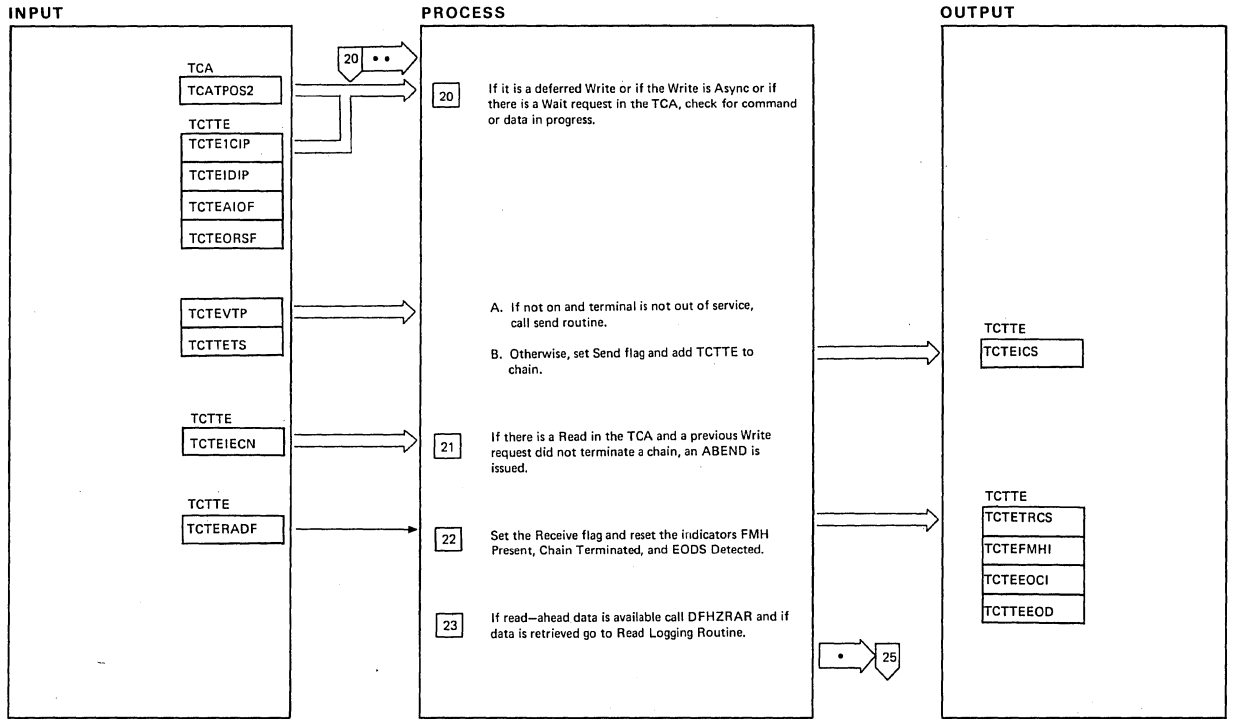 INPUT
PROCESS
OUTPUT
20 • •
TCA
TCATPOS2
TCTTE
TCTE1CIP
TCTEIDIP
TCTEAIOF
TCTEORSF
20
If it is a deferred Write or if the Write is Async or if
there is a Wait request in the TCA, check for command
or data in progress.
TCTEVTP
TCTTETS
A. If not on and terminal is not out of service,
call send routine.
B. Otherwise, set Send flag and add TCTTE to
chain.
TCTTE
TCTEICS
TCTTE
TCTEIECN
21
If there is a Read in the TCA and a previous Write
request did not terminate a chain, an ABEND is
issued.
TCTTE
TCTERADF
22
Set the Receive flag and reset the indicators FMH
Present, Chain Terminated, and EODS Detected.
TCTTE
TCTETRCS
TCTEFMHI
TCTEEOCI
TCTTEEOD
23
If read—ahead data is available call DFHZRAR and if
data is retrieved go to Read Logging Routine.
• 25